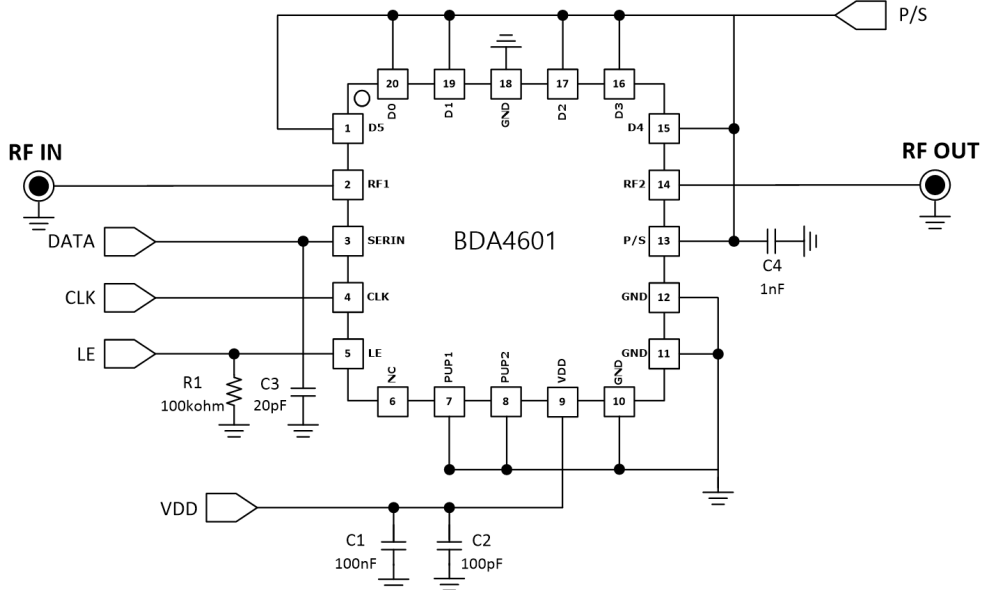 P/S
20 19 18 17 16
D0 D1 GND D2 D3
1 D5 D4 15
RF IN RF OUT
2 RF1 RF2 14
DATA 3 SERIN BDA4601 P/S 13
C4
1nF
CLK 4 CLK GND 12
LE 5 LE GND 11
NC PUP1 PUP2 VDD GND
6 7 8 9 10
R1 C3
100kohm 20pF
VDD
C1 C2
100nF 100pF